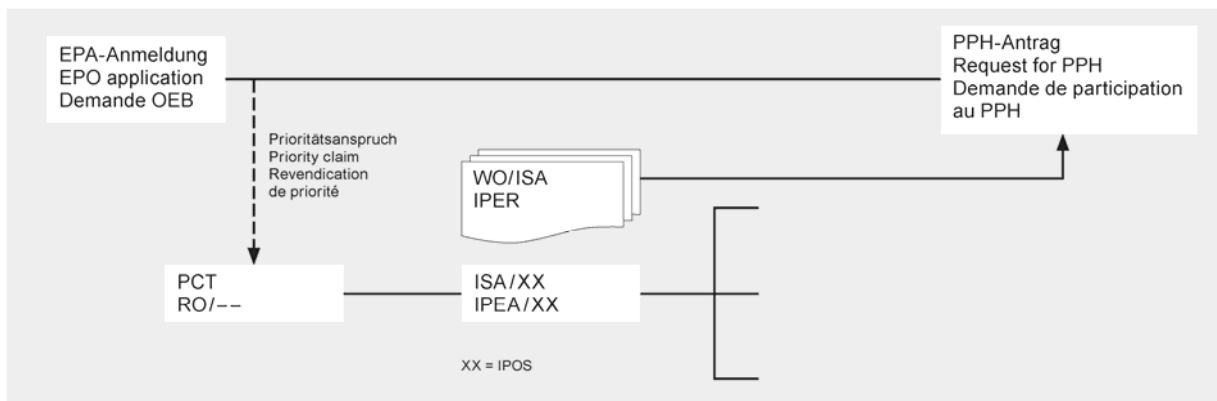 EPA-Anmeldung
EPO application
Demande OEB
PPH-Antrag
Request for PPH
Demande de participation
au PPH
Prioritätsanspruch
Priority claim
Revendication
de priorité
WO/ISA
IPER
PCT
RO/--
ISA/XX
IPEA/XX
XX = IPOS